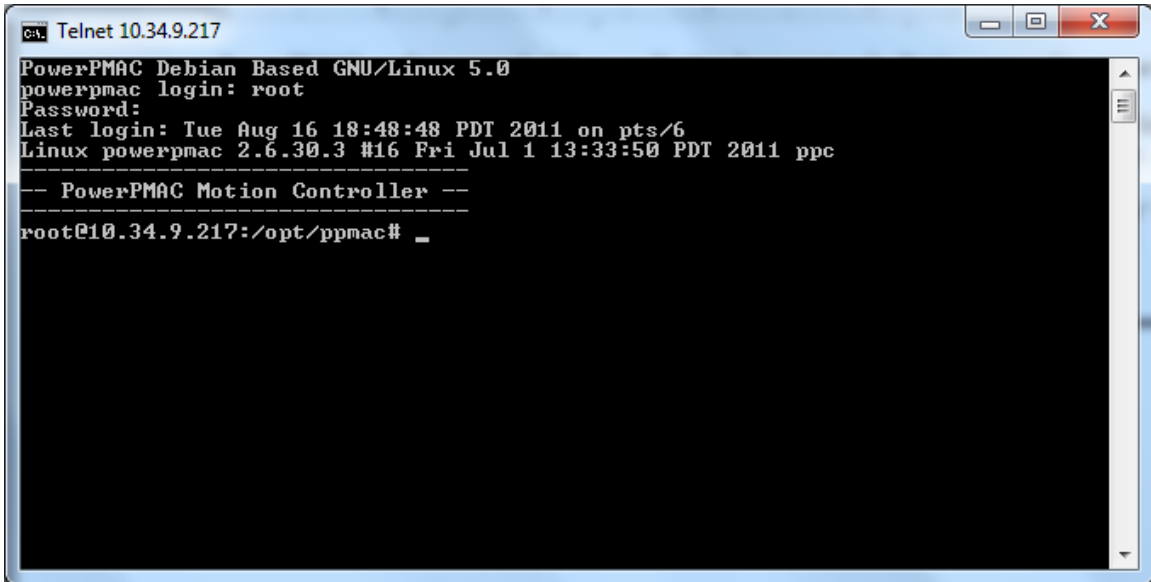 Telnet 10.34.9.217
PowerPMAC Debian Based GNU/Linux 5.0
powerpmac login: root
Password:
Last login: Tue Aug 16 18:48:48 PDT 2011 on pts/6
Linux powerpmac 2.6.30.3 #16 Fri Jul 1 13:33:50 PDT 2011 ppc
---------------------------------
-- PowerPMAC Motion Controller --
---------------------------------
root@10.34.9.217:/opt/ppmac# _